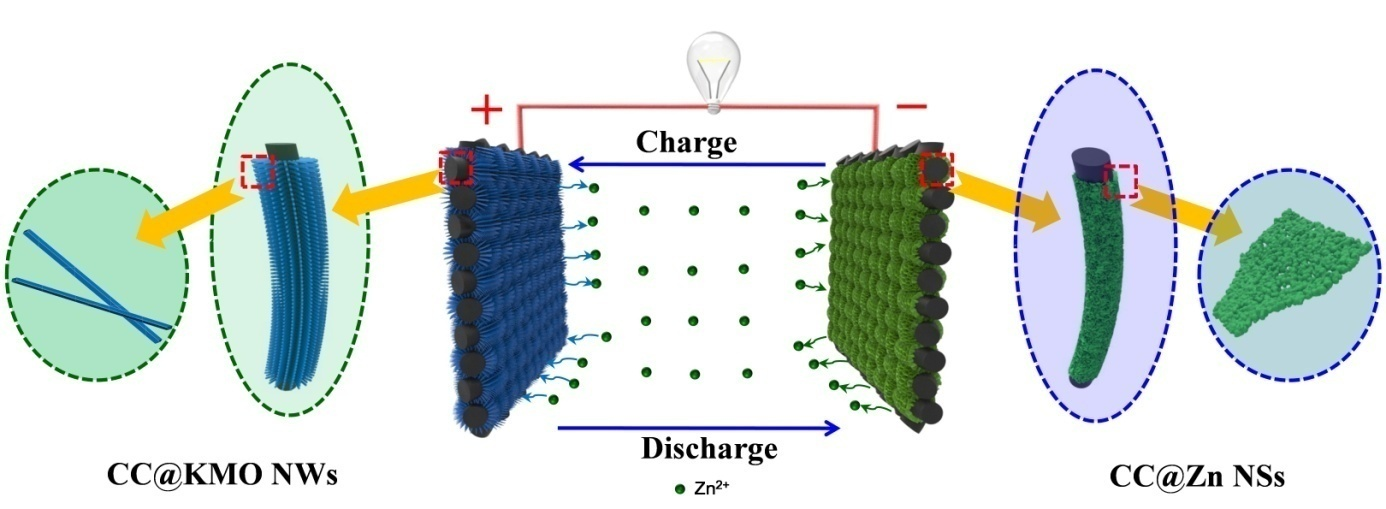 +
−
Charge
Discharge
Zn²⁺
CC@KMO NWs
CC@Zn NSs